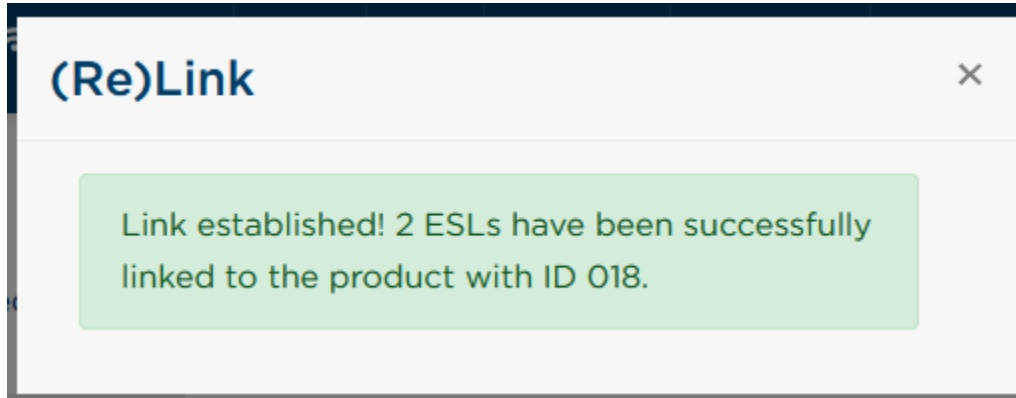 (Re)Link
×
Link established! 2 ESLs have been successfully
linked to the product with ID 018.